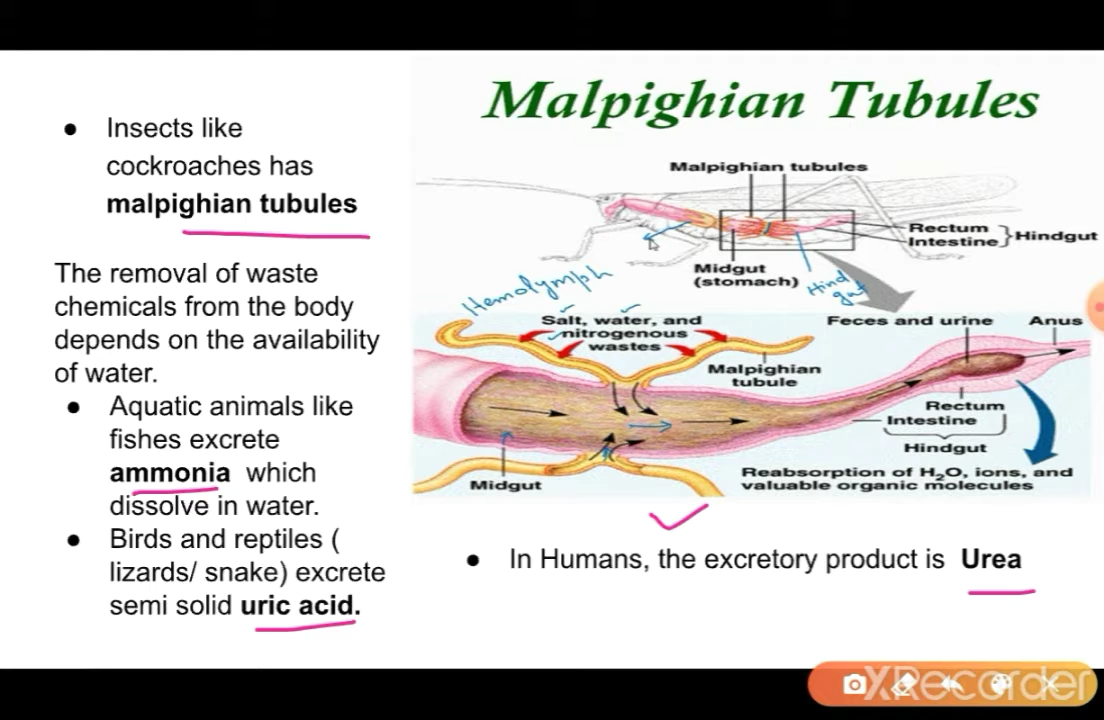 Malpighian Tubules
● Insects like
cockroaches has
malpighian tubules
The removal of waste
chemicals from the body
depends on the availability
of water.
● Aquatic animals like
fishes excrete
ammonia which
dissolve in water.
● Birds and reptiles (
lizards/ snake) excrete
semi solid uric acid.
Malpighian tubules
Rectum
Intestine
Hindgut
Midgut
(stomach)
Hind
gut
Hemolymph
Salt, water, and
nitrogenous
wastes
Feces and urine
Anus
Malpighian
tubule
Rectum
Intestine
Hindgut
Midgut
Reabsorption of H₂O, ions, and
valuable organic molecules
● In Humans, the excretory product is Urea
XRecorder